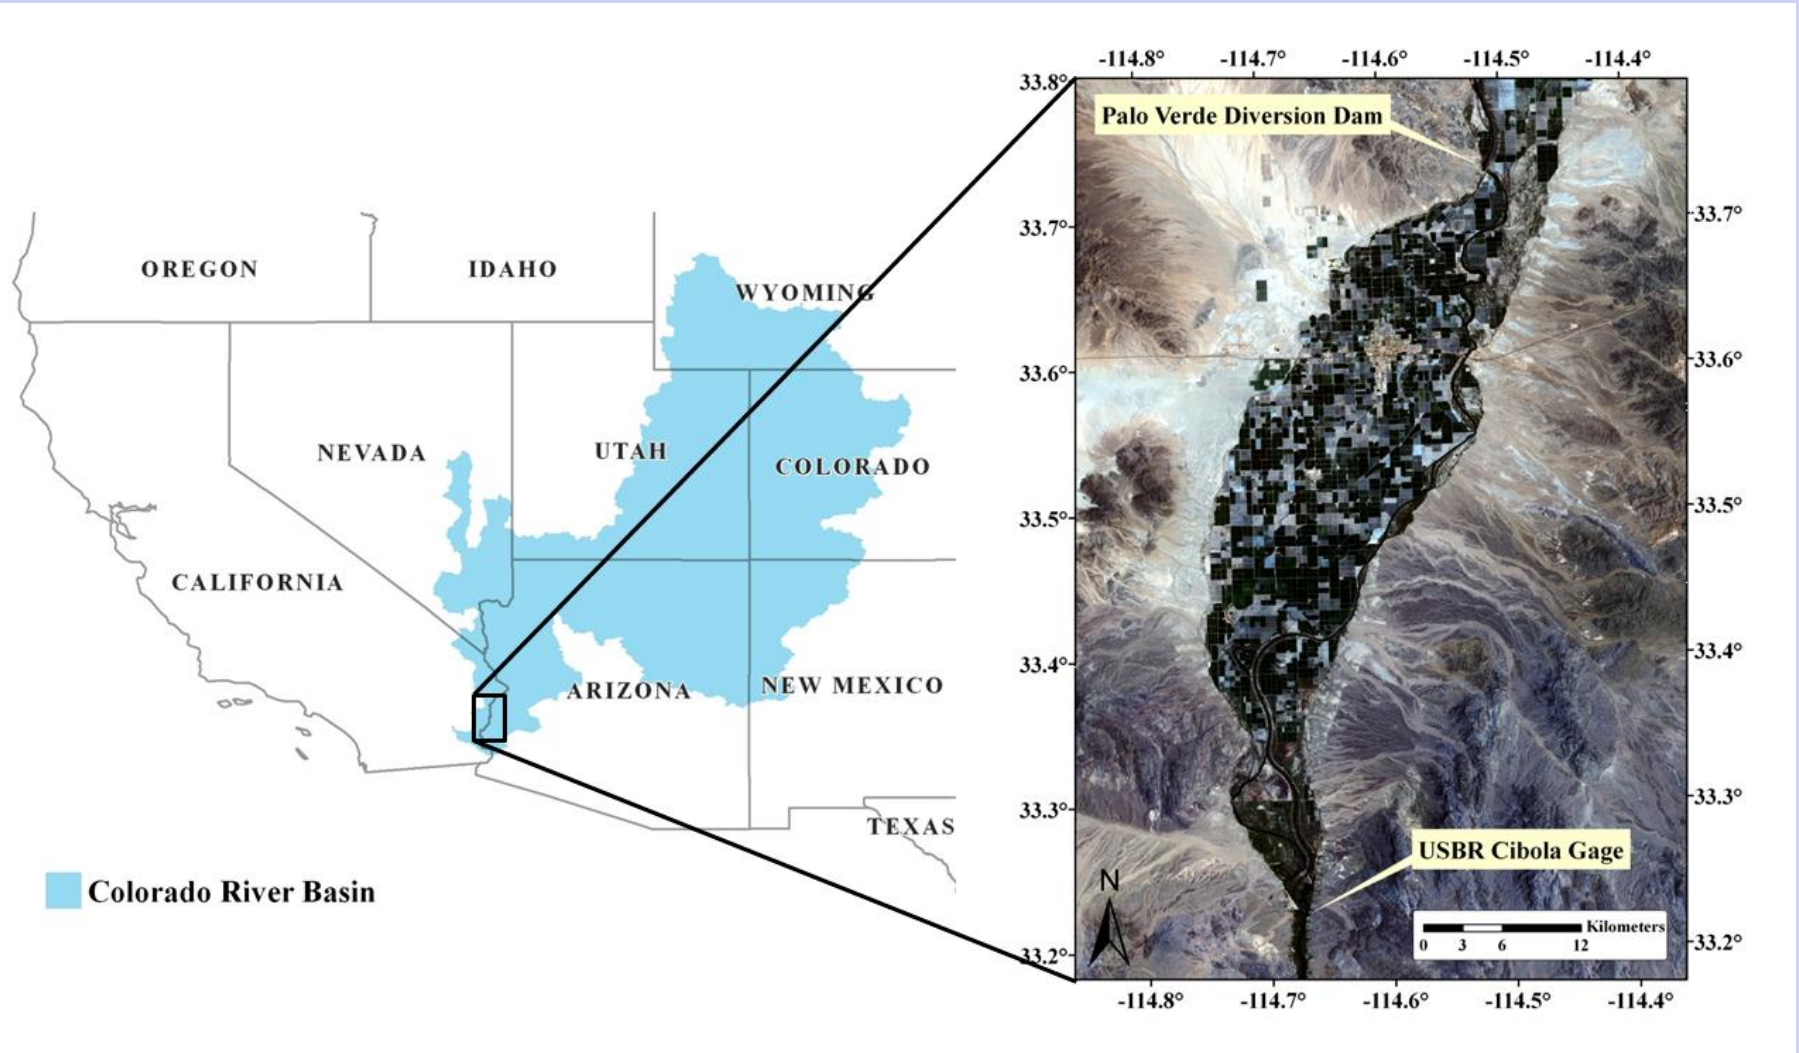 OREGON
IDAHO
WYOMING
NEVADA
UTAH
COLORADO
CALIFORNIA
ARIZONA
NEW MEXICO
TEXAS
Colorado River Basin
-114.8° -114.7° -114.6° -114.5° -114.4°
33.8°
33.7°
33.6°
33.5°
33.4°
33.3°
33.2°
Palo Verde Diversion Dam
USBR Cibola Gage
N
Kilometers
0 3 6 12
33.7°
33.6°
33.5°
33.4°
33.3°
33.2°
-114.8° -114.7° -114.6° -114.5° -114.4°